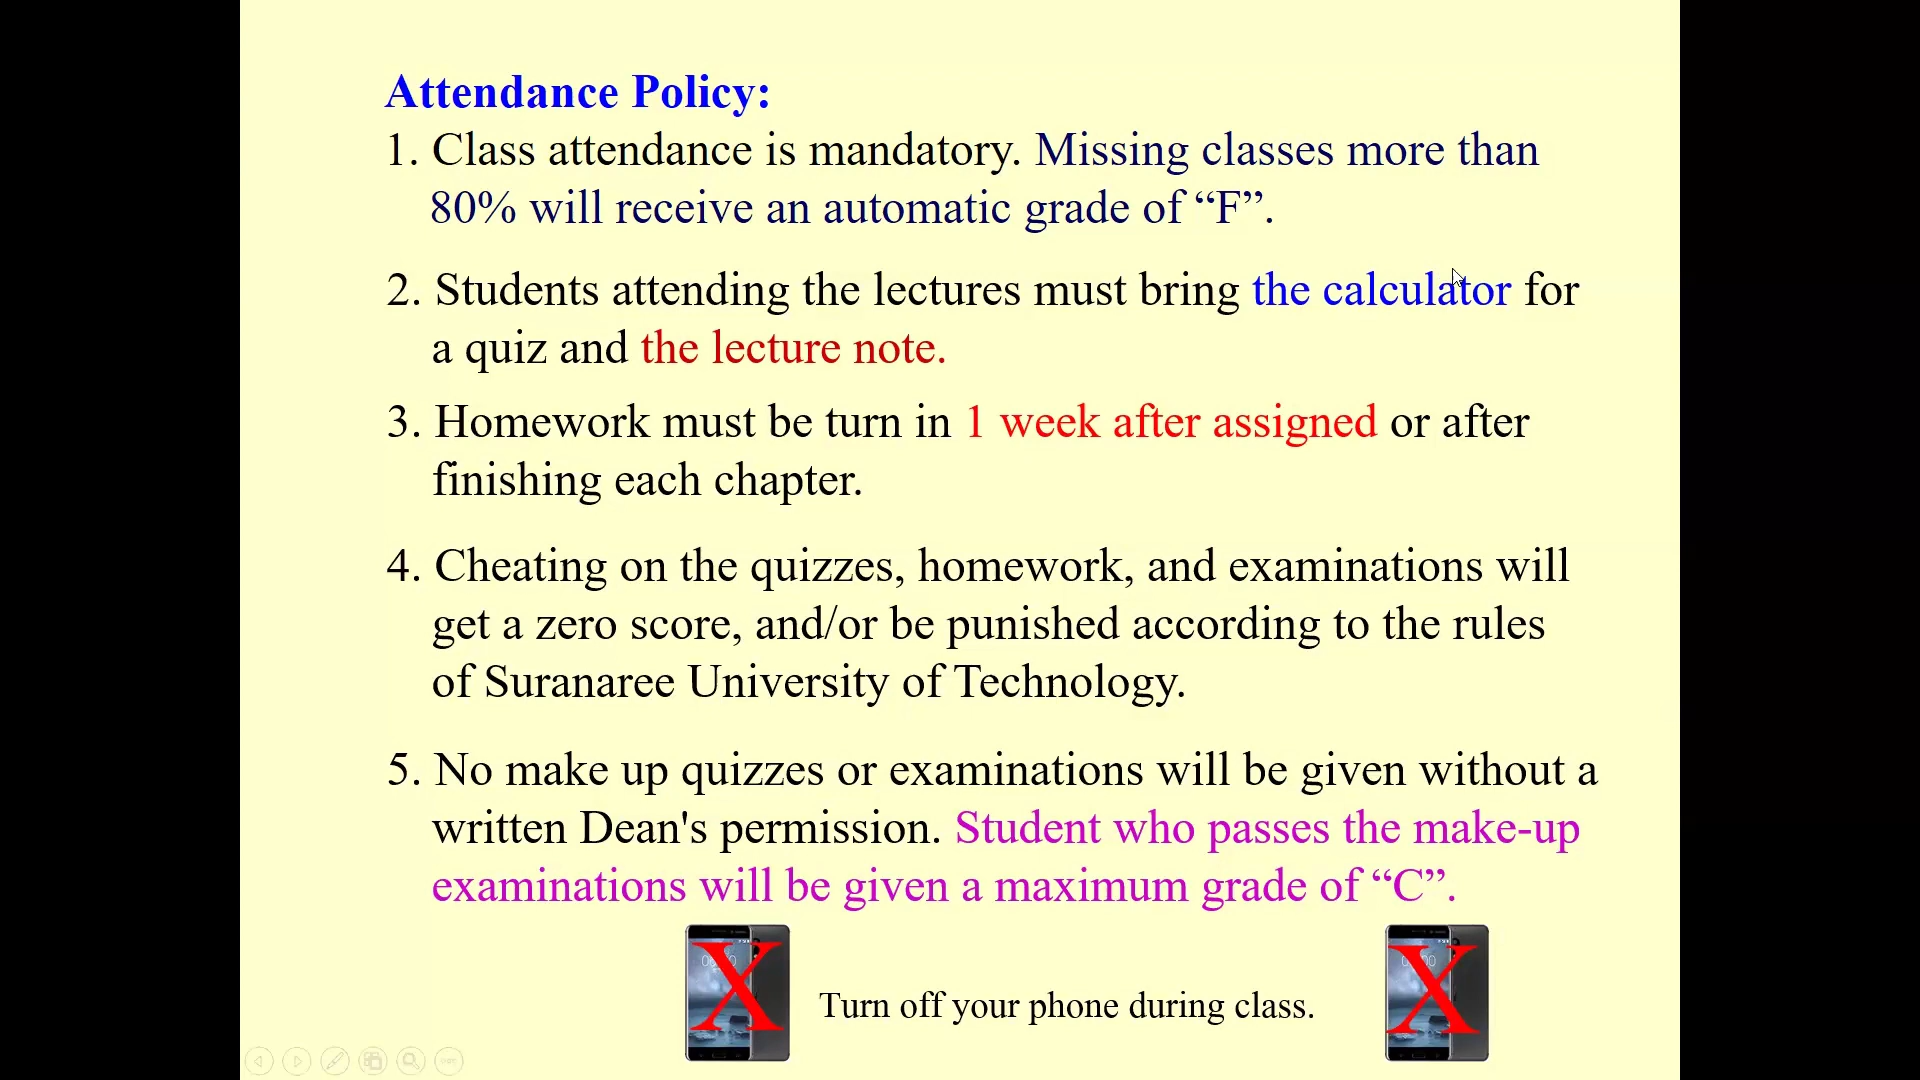 Attendance Policy:
1. Class attendance is mandatory. Missing classes more than
80% will receive an automatic grade of “F”.
2. Students attending the lectures must bring the calculator for
a quiz and the lecture note.
3. Homework must be turn in 1 week after assigned or after
finishing each chapter.
4. Cheating on the quizzes, homework, and examinations will
get a zero score, and/or be punished according to the rules
of Suranaree University of Technology.
5. No make up quizzes or examinations will be given without a
written Dean's permission. Student who passes the make-up
examinations will be given a maximum grade of “C”.
X
Turn off your phone during class.
X